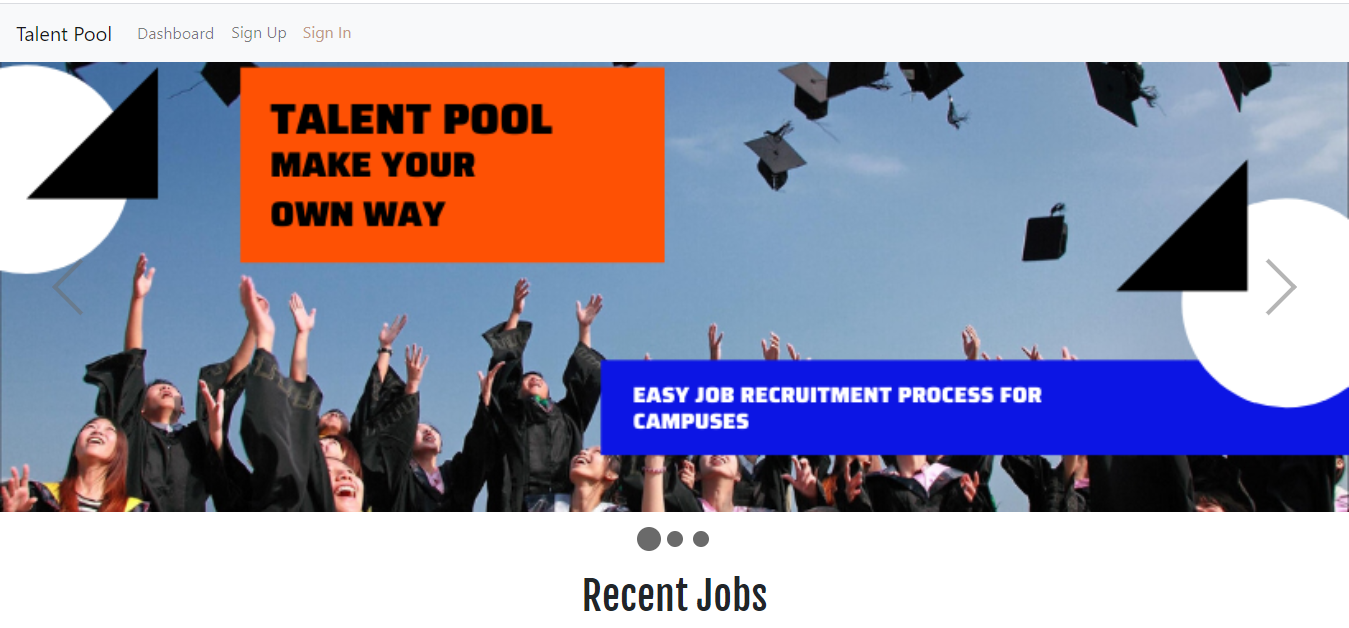 Talent Pool Dashboard Sign Up Sign In
TALENT POOL
MAKE YOUR
OWN WAY
EASY JOB RECRUITMENT PROCESS FOR
CAMPUSES
Recent Jobs